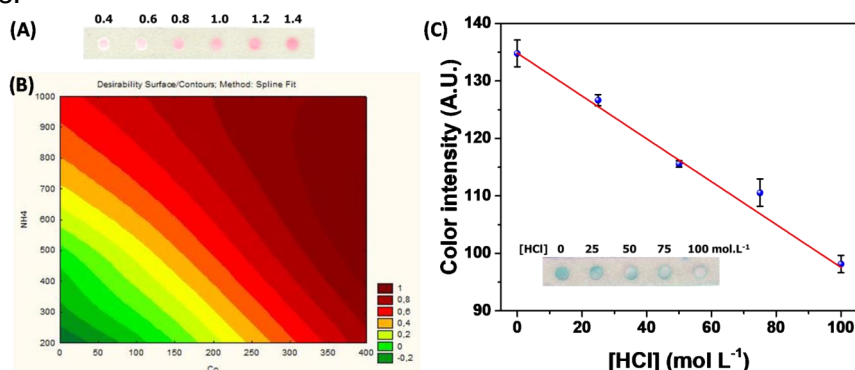 (A)
0.4 0.6 0.8 1.0 1.2 1.4
(B)
Desirability Surface/Contours; Method: Spline Fit
1000
900
800
700
600
500
400
300
200
NH4
0 50 100 150 200 250 300 350 400
1
0,8
0,6
0,4
0,2
0
-0,2
(C)
140
130
120
110
100
90
Color intensity (A.U.)
[HCl] 0 25 50 75 100 mol.L-1
0 20 40 60 80 100
[HCl] (mol L-1)